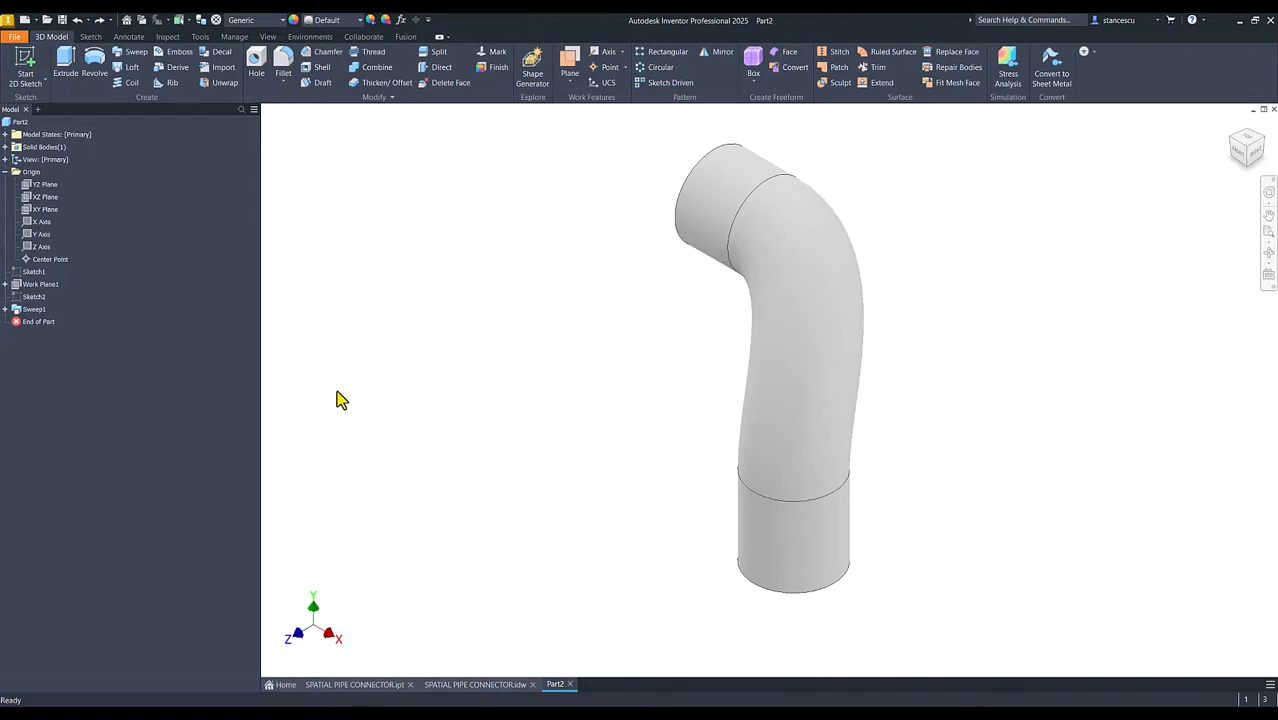 Generic Default fx Autodesk Inventor Professional 2025 Part2 Search Help & Commands... stancescu
File 3D Model Sketch Annotate Inspect Tools Manage View Environments Collaborate Fusion
Sweep Emboss Decal Chamfer Thread Split Mark Axis Rectangular Mirror Face Stitch Ruled Surface Replace Face
Loft Derive Import Shell Combine Direct Finish Point Circular Convert Patch Trim Repair Bodies
Start 2D Sketch Extrude Revolve Coil Rib Unwrap Hole Fillet Draft Thicken/ Offset Delete Face Shape Generator Plane UCS Sketch Driven Box Sculpt Extend Fit Mesh Face Stress Analysis Convert to Sheet Metal
Sketch Create Modify Explore Work Features Pattern Create Freeform Surface Simulation Convert
Model
Part2
Model States: [Primary]
Solid Bodies(1)
View: [Primary]
Origin
YZ Plane
XZ Plane
XY Plane
X Axis
Y Axis
Z Axis
Center Point
Sketch1
Work Plane1
Sketch2
Sweep1
End of Part
TOP
FRONT RIGHT
Y
Z X
Home SPATIAL PIPE CONNECTOR.ipt SPATIAL PIPE CONNECTOR.idw Part2
Ready 1 3